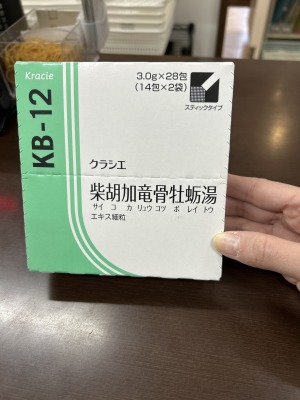 Kracie
KB-12
3.0g×28包
(14包×2袋)
スティックタイプ
クラシエ
柴胡加竜骨牡蛎湯
サイ コ カ リュウ コツ ボ レイ トウ
エキス細粒